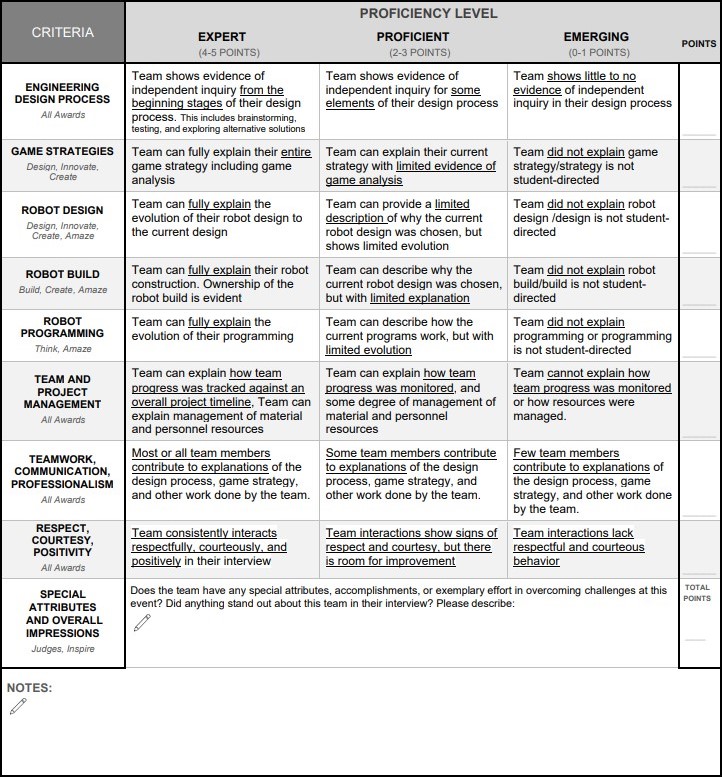 CRITERIA
PROFICIENCY LEVEL
EXPERT
(4-5 POINTS)
PROFICIENT
(2-3 POINTS)
EMERGING
(0-1 POINTS)
POINTS
ENGINEERING
DESIGN PROCESS
All Awards
Team shows evidence of
independent inquiry from the
beginning stages of their design
process. This includes brainstorming,
testing, and exploring alternative solutions
Team shows evidence of
independent inquiry for some
elements of their design process
Team shows little to no
evidence of independent
inquiry in their design process
GAME STRATEGIES
Design, Innovate,
Create
Team can fully explain their entire
game strategy including game
analysis
Team can explain their current
strategy with limited evidence of
game analysis
Team did not explain game
strategy/strategy is not
student-directed
ROBOT DESIGN
Design, Innovate,
Create, Amaze
Team can fully explain the
evolution of their robot design to
the current design
Team can provide a limited
description of why the current
robot design was chosen, but
shows limited evolution
Team did not explain robot
design /design is not student-
directed
ROBOT BUILD
Build, Create, Amaze
Team can fully explain their robot
construction. Ownership of the
robot build is evident
Team can describe why the
current robot design was chosen,
but with limited explanation
Team did not explain robot
build/build is not student-
directed
ROBOT
PROGRAMMING
Think, Amaze
Team can fully explain the
evolution of their programming
Team can describe how the
current programs work, but with
limited evolution
Team did not explain
programming or programming
is not student-directed
TEAM AND
PROJECT
MANAGEMENT
All Awards
Team can explain how team
progress was tracked against an
overall project timeline, Team can
explain management of material
and personnel resources
Team can explain how team
progress was monitored, and
some degree of management of
material and personnel
resources
Team cannot explain how
team progress was monitored
or how resources were
managed.
TEAMWORK,
COMMUNICATION,
PROFESSIONALISM
All Awards
Most or all team members
contribute to explanations of the
design process, game strategy,
and other work done by the team.
Some team members contribute
to explanations of the design
process, game strategy, and
other work done by the team.
Few team members
contribute to explanations of
the design process, game
strategy, and other work done
by the team.
RESPECT,
COURTESY,
POSITIVITY
All Awards
Team consistently interacts
respectfully, courteously, and
positively in their interview
Team interactions show signs of
respect and courtesy, but there
is room for improvement
Team interactions lack
respectful and courteous
behavior
SPECIAL
ATTRIBUTES
AND OVERALL
IMPRESSIONS
Judges, Inspire
Does the team have any special attributes, accomplishments, or exemplary effort in overcoming challenges at this
event? Did anything stand out about this team in their interview? Please describe:
TOTAL
POINTS
NOTES: